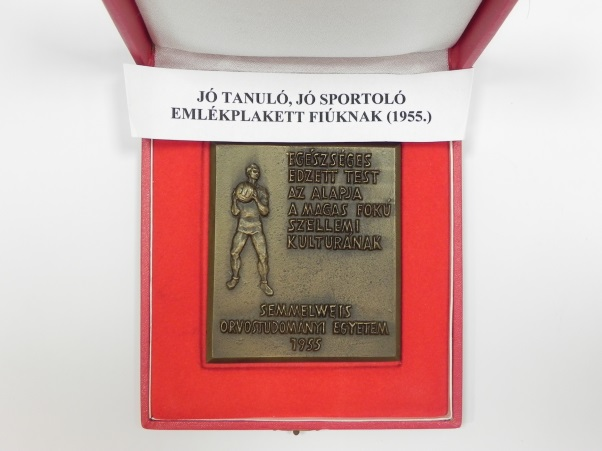 JÓ TANULÓ, JÓ SPORTOLÓ
EMLÉKPLAKETT FIÚKNAK (1955.)
EGÉSZSÉGES
EDZETT TEST
AZ ALAPJA
A MAGAS FOKÚ
SZELLEMI
KULTURÁNAK
SEMMELWEIS
ORVOSTUDOMÁNYI EGYETEM
1955